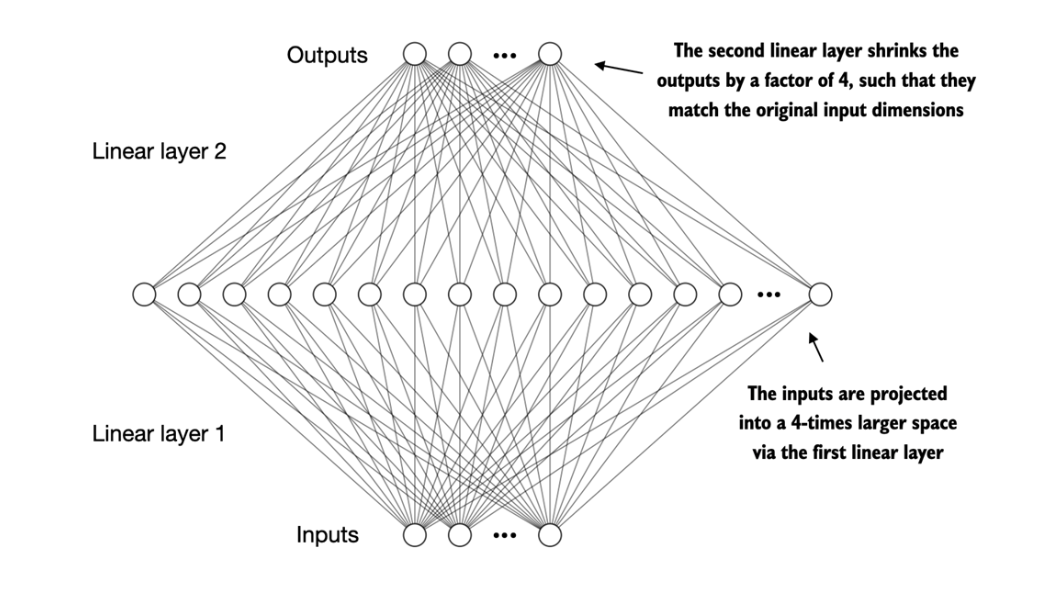 Outputs
•••
The second linear layer shrinks the
outputs by a factor of 4, such that they
match the original input dimensions
Linear layer 2
•••
The inputs are projected
into a 4-times larger space
via the first linear layer
Linear layer 1
Inputs
•••